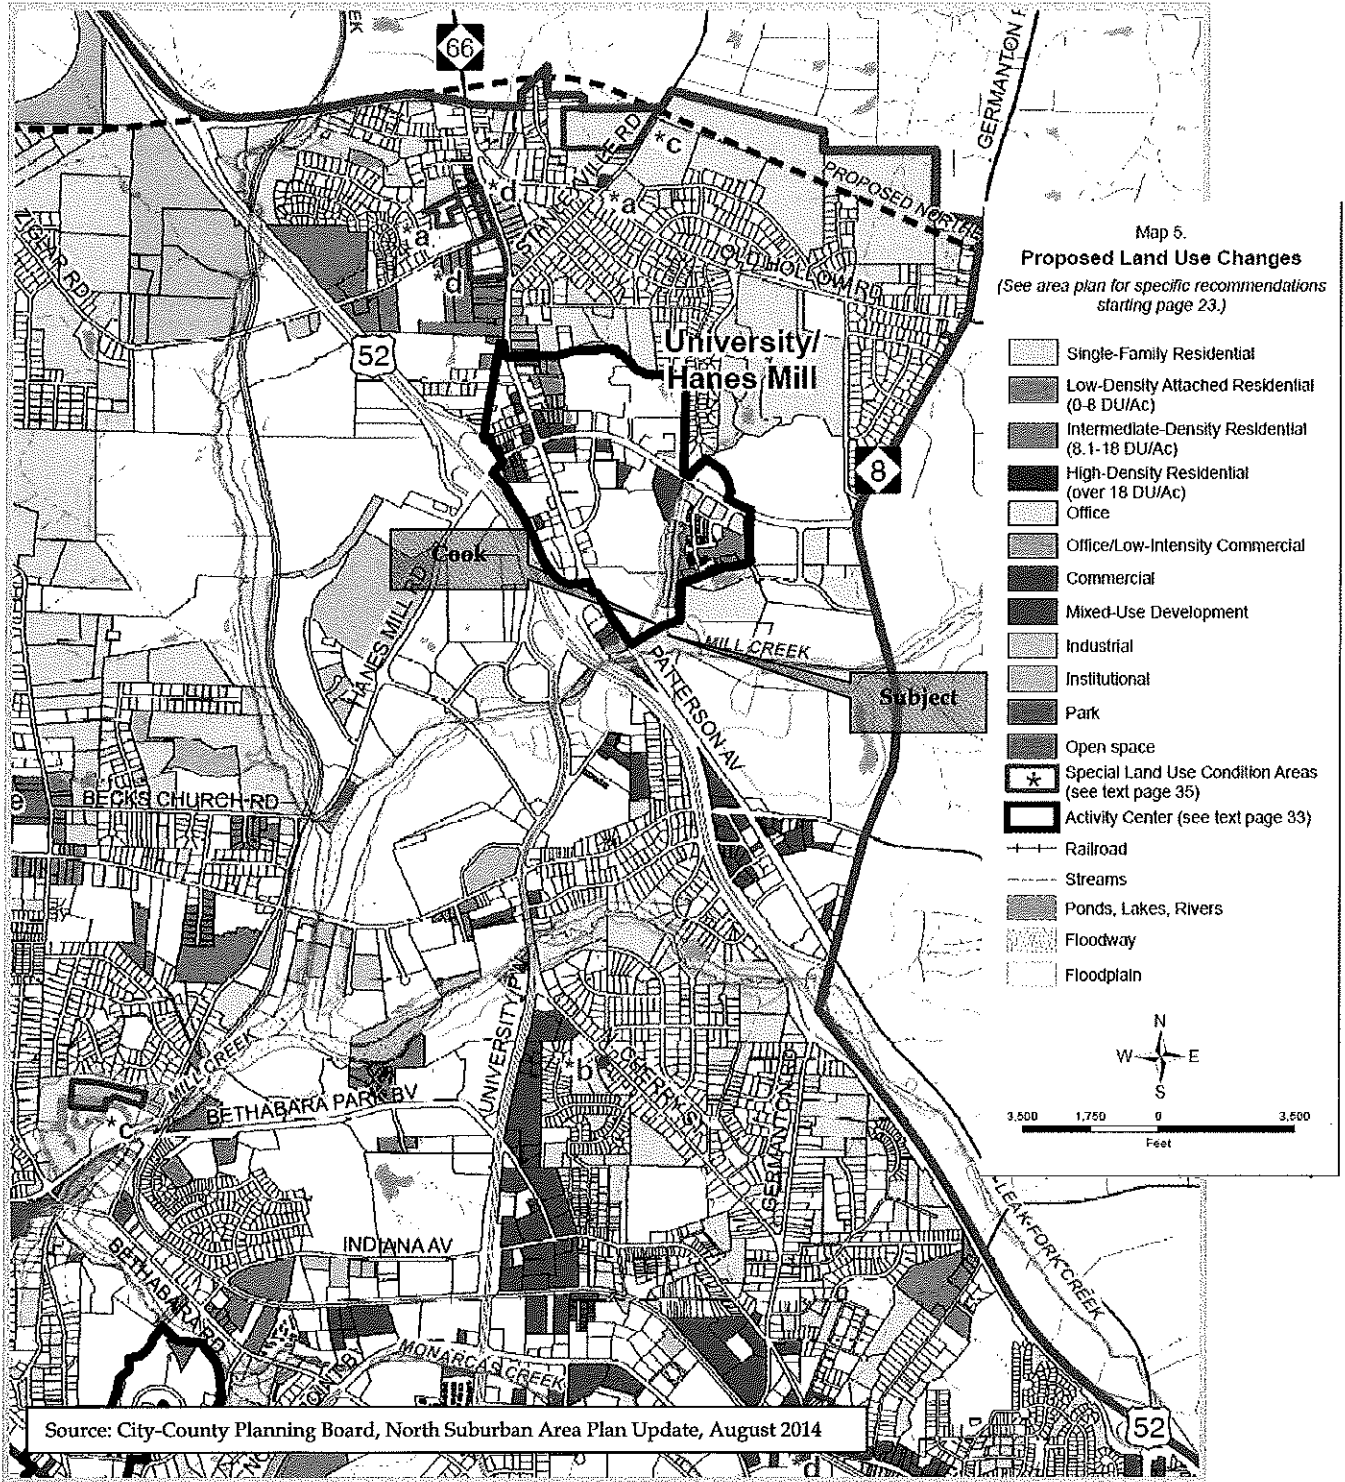 EK
66
GERMANTON R
*c
STANLEYVILLE RD
*d
*a
PROPOSED NORTHE
*a
*d
OLD HOLLOW RD
ZIGLAR RD
52
University/
Hanes Mill
8
Cook
HANES MILL RD
MILL CREEK
PATTERSON AV
Subject
BECKS CHURCH RD
e
UNIVERSITY PW
*b
N CHERRY ST
GERMANTON RD
MILL CREEK
BETHABARA PARK BV
*c
INDIANA AV
BETHABARA RD
MONARCAS CREEK
LEAK FORK CREEK
52
*d
Map 5.
Proposed Land Use Changes
(See area plan for specific recommendations
starting page 23.)
Single-Family Residential
Low-Density Attached Residential
(0-8 DU/Ac)
Intermediate-Density Residential
(8.1-18 DU/Ac)
High-Density Residential
(over 18 DU/Ac)
Office
Office/Low-Intensity Commercial
Commercial
Mixed-Use Development
Industrial
Institutional
Park
Open space
* Special Land Use Condition Areas
(see text page 35)
Activity Center (see text page 33)
Railroad
Streams
Ponds, Lakes, Rivers
Floodway
Floodplain
N
W E
S
3,500 1,750 0 3,500
Feet
Source: City-County Planning Board, North Suburban Area Plan Update, August 2014